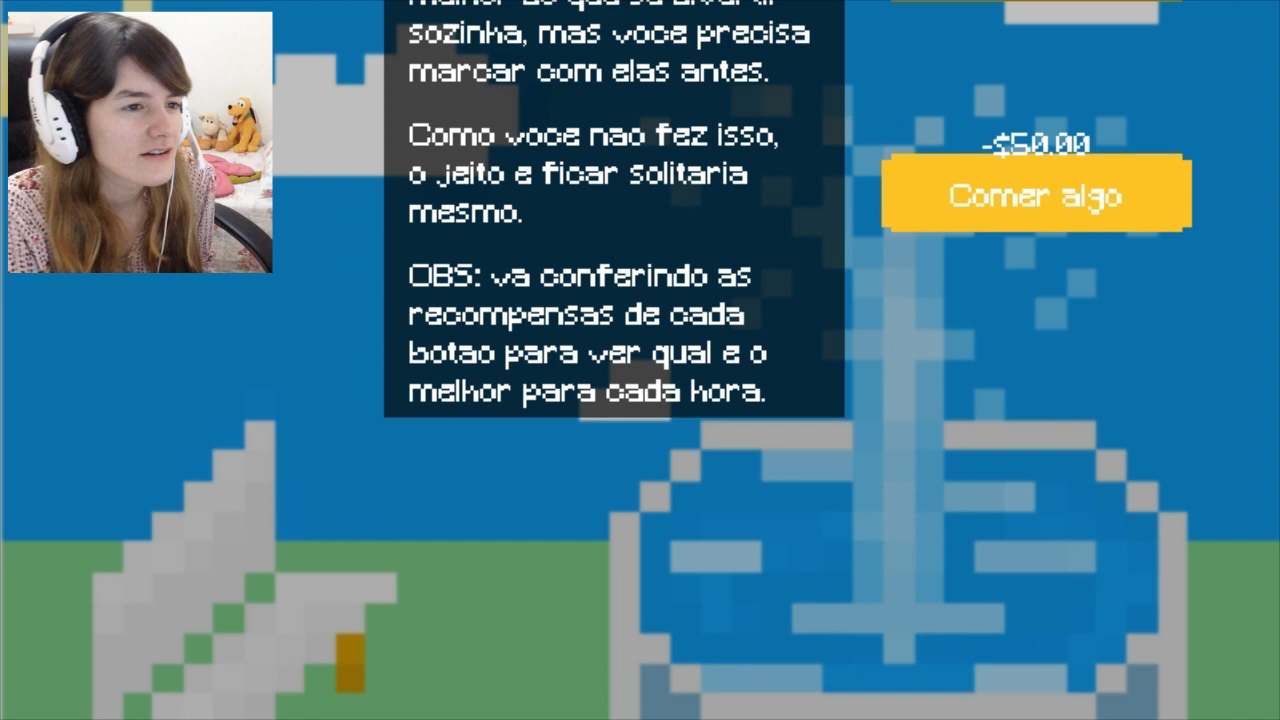 sozinha, mas voce precisa
marcar com elas antes.
Como voce nao fez isso,
o jeito e ficar solitaria
mesmo.
OBS: va conferindo as
recompensas de cada
botao para ver qual e o
melhor para cada hora.
-$50.00
Comer algo